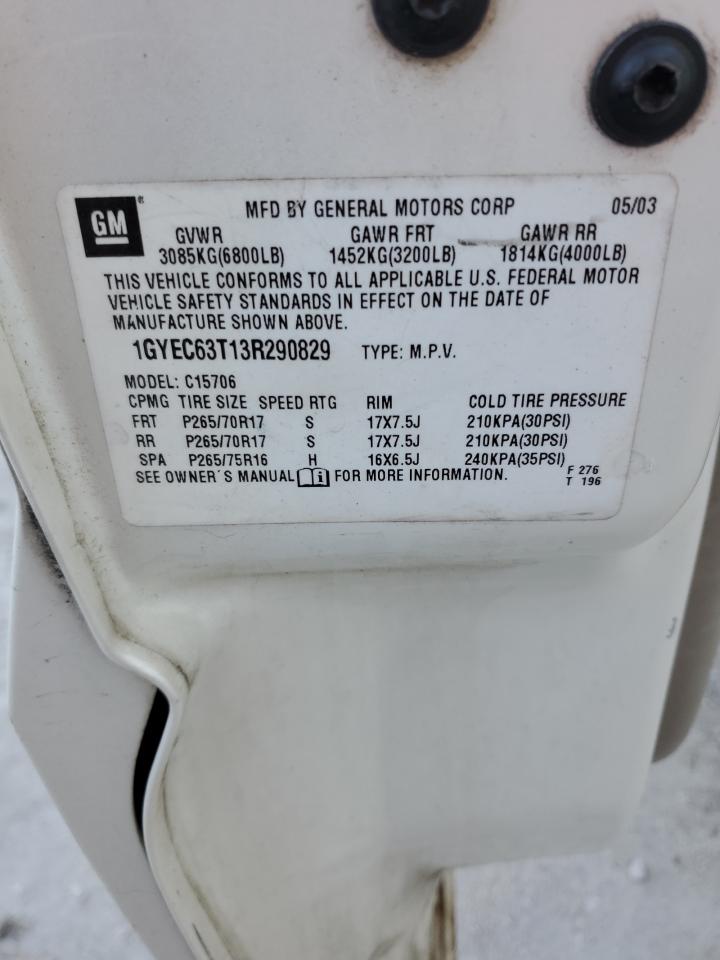 GM
MFD BY GENERAL MOTORS CORP 05/03
GVWR GAWR FRT GAWR RR
3085KG(6800LB) 1452KG(3200LB) 1814KG(4000LB)
THIS VEHICLE CONFORMS TO ALL APPLICABLE U.S. FEDERAL MOTOR
VEHICLE SAFETY STANDARDS IN EFFECT ON THE DATE OF
MANUFACTURE SHOWN ABOVE.
1GYEC63T13R290829 TYPE: M.P.V.
MODEL: C15706
CPMG TIRE SIZE SPEED RTG RIM COLD TIRE PRESSURE
FRT P265/70R17 S 17X7.5J 210KPA(30PSI)
RR P265/70R17 S 17X7.5J 210KPA(30PSI)
SPA P265/75R16 H 16X6.5J 240KPA(35PSI)
SEE OWNER'S MANUAL i FOR MORE INFORMATION. F 276
T 196